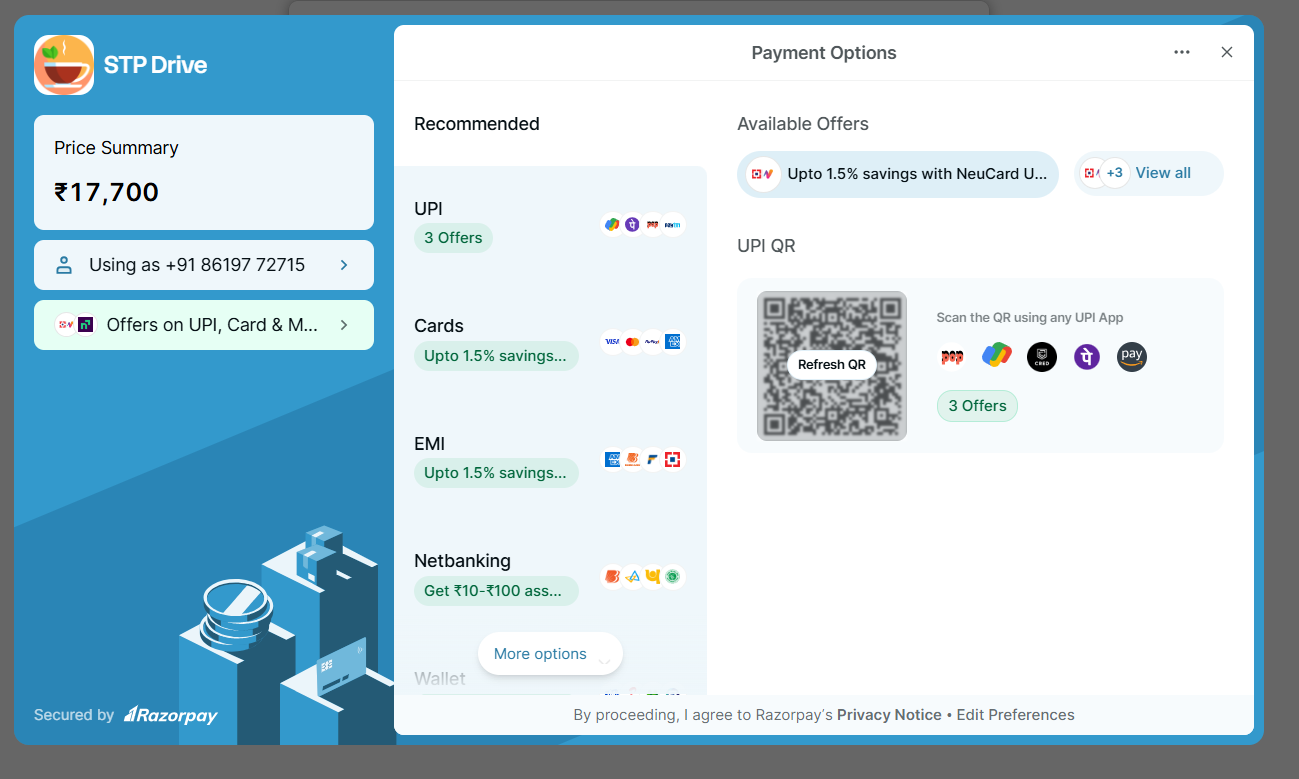 STP Drive
Price Summary
₹17,700
Using as +91 86197 72715
Offers on UPI, Card & M...
Secured by Razorpay
Payment Options
Recommended
UPI
3 Offers
Cards
Upto 1.5% savings...
VISA
RuPay
EMI
Upto 1.5% savings...
Netbanking
Get ₹10-₹100 ass...
More options
Wallet
Available Offers
Upto 1.5% savings with NeuCard U...
+3 View all
UPI QR
Refresh QR
Scan the QR using any UPI App
CRED
pay
3 Offers
By proceeding, I agree to Razorpay's Privacy Notice • Edit Preferences